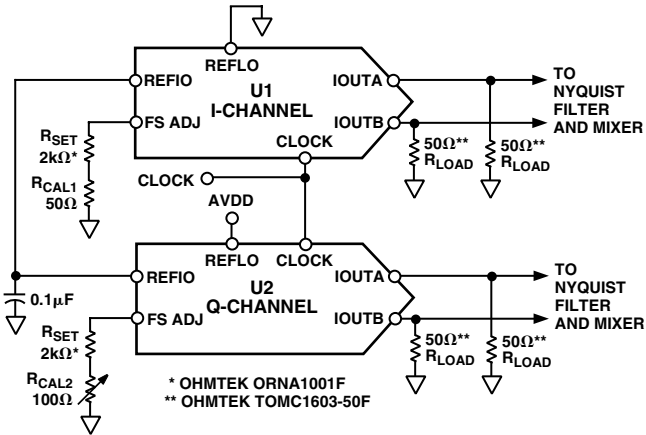 REFLO
REFIO
U1
I-CHANNEL
IOUTA
FS ADJ
IOUTB
CLOCK
TO
NYQUIST
FILTER
AND MIXER
RSET
2kΩ*
RCAL1
50Ω
50Ω**
RLOAD
50Ω**
RLOAD
CLOCK
AVDD
REFLO
CLOCK
REFIO
U2
Q-CHANNEL
IOUTA
FS ADJ
IOUTB
TO
NYQUIST
FILTER
AND MIXER
0.1μF
RSET
2kΩ*
RCAL2
100Ω
50Ω**
RLOAD
50Ω**
RLOAD
* OHMTEK ORNA1001F
** OHMTEK TOMC1603-50F